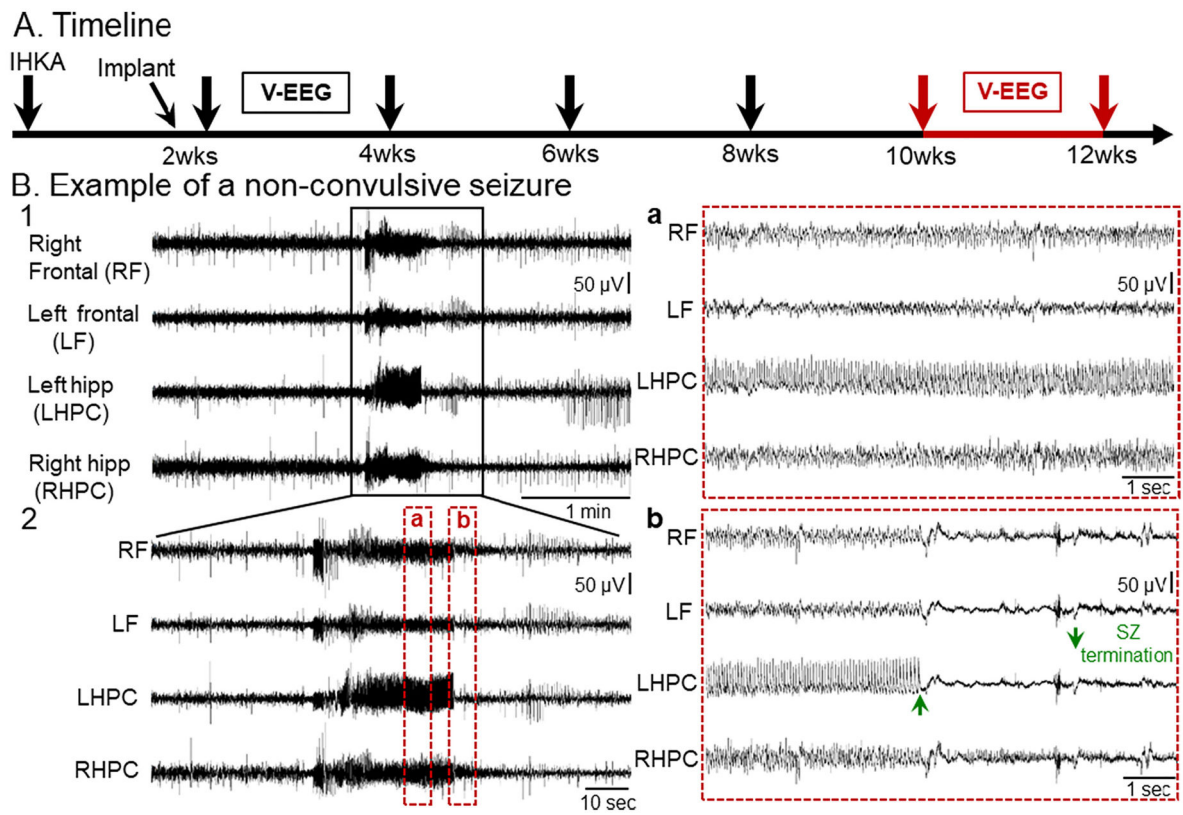 A. Timeline
IHKA
Implant
V-EEG
V-EEG
2wks
4wks
6wks
8wks
10wks
12wks
B. Example of a non-convulsive seizure
1
Right
Frontal (RF)
50 µV
Left frontal
(LF)
Left hipp
(LHPC)
Right hipp
(RHPC)
1 min
2
a
b
RF
50 µV
LF
LHPC
RHPC
10 sec
a
RF
50 µV
LF
LHPC
RHPC
1 sec
b
RF
50 µV
LF
SZ
termination
LHPC
RHPC
1 sec